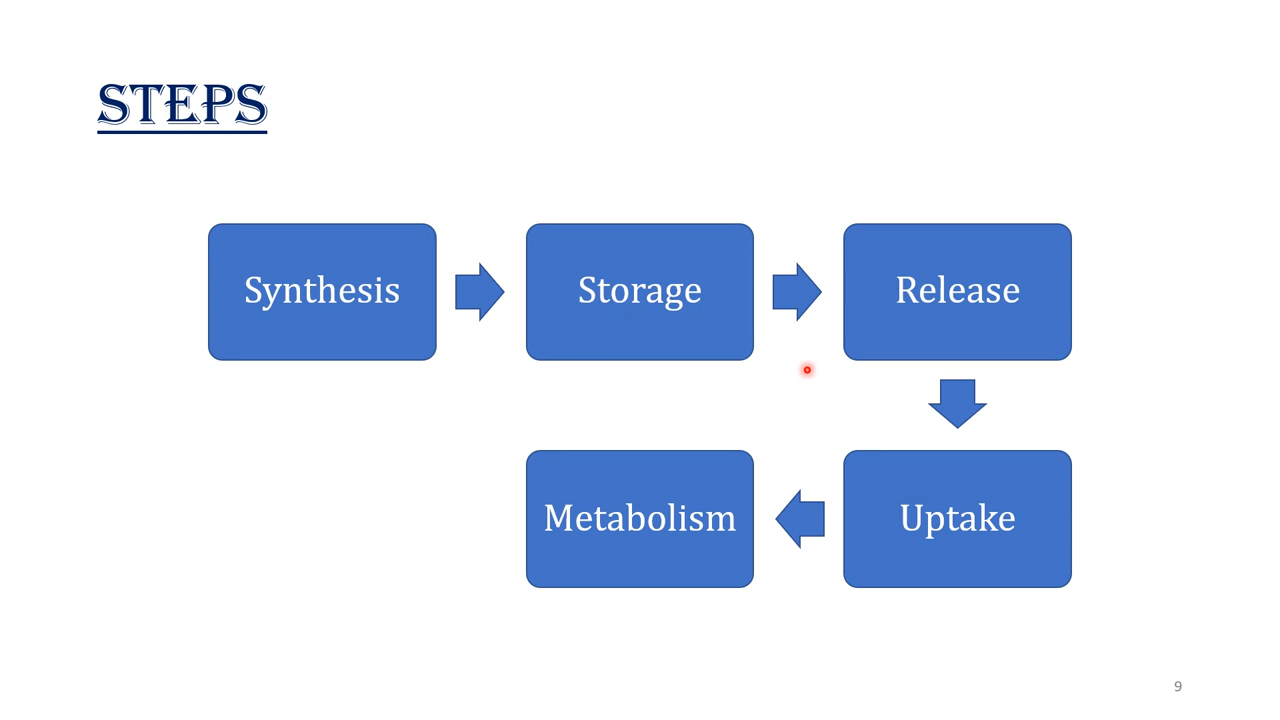 STEPS
Synthesis
Storage
Release
Uptake
Metabolism
9